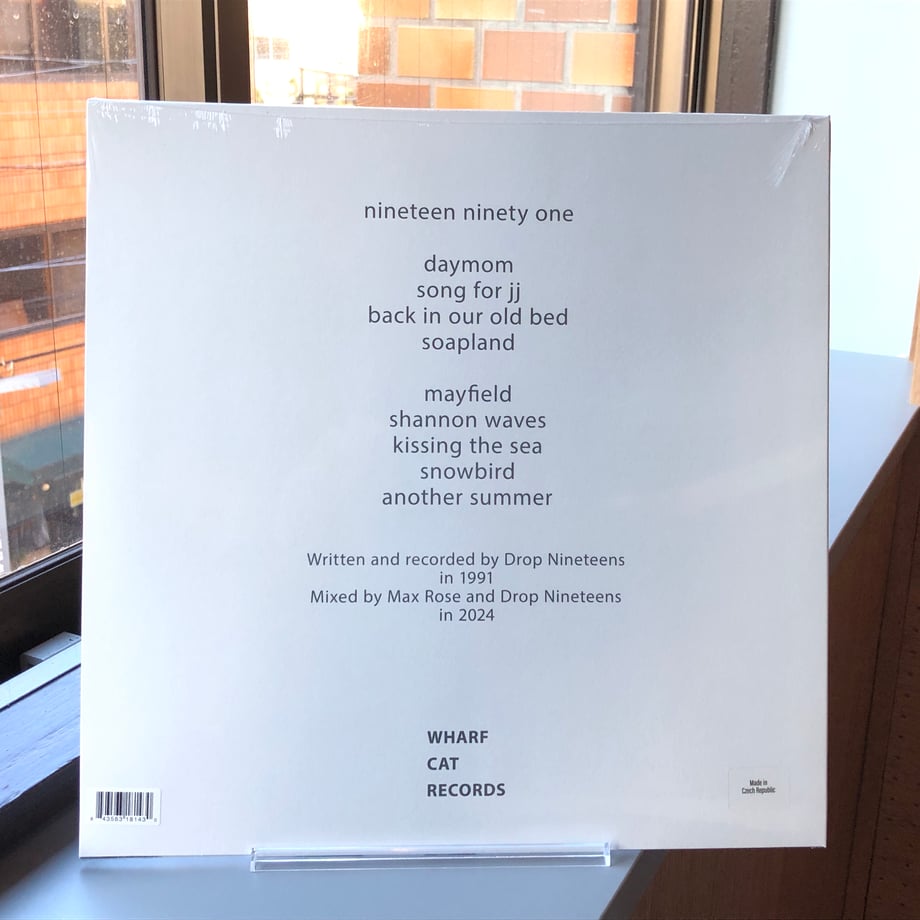 nineteen ninety one
daymom
song for jj
back in our old bed
soapland
mayfield
shannon waves
kissing the sea
snowbird
another summer
Written and recorded by Drop Nineteens
in 1991
Mixed by Max Rose and Drop Nineteens
in 2024
WHARF
CAT
RECORDS
Made in
Czech Republic